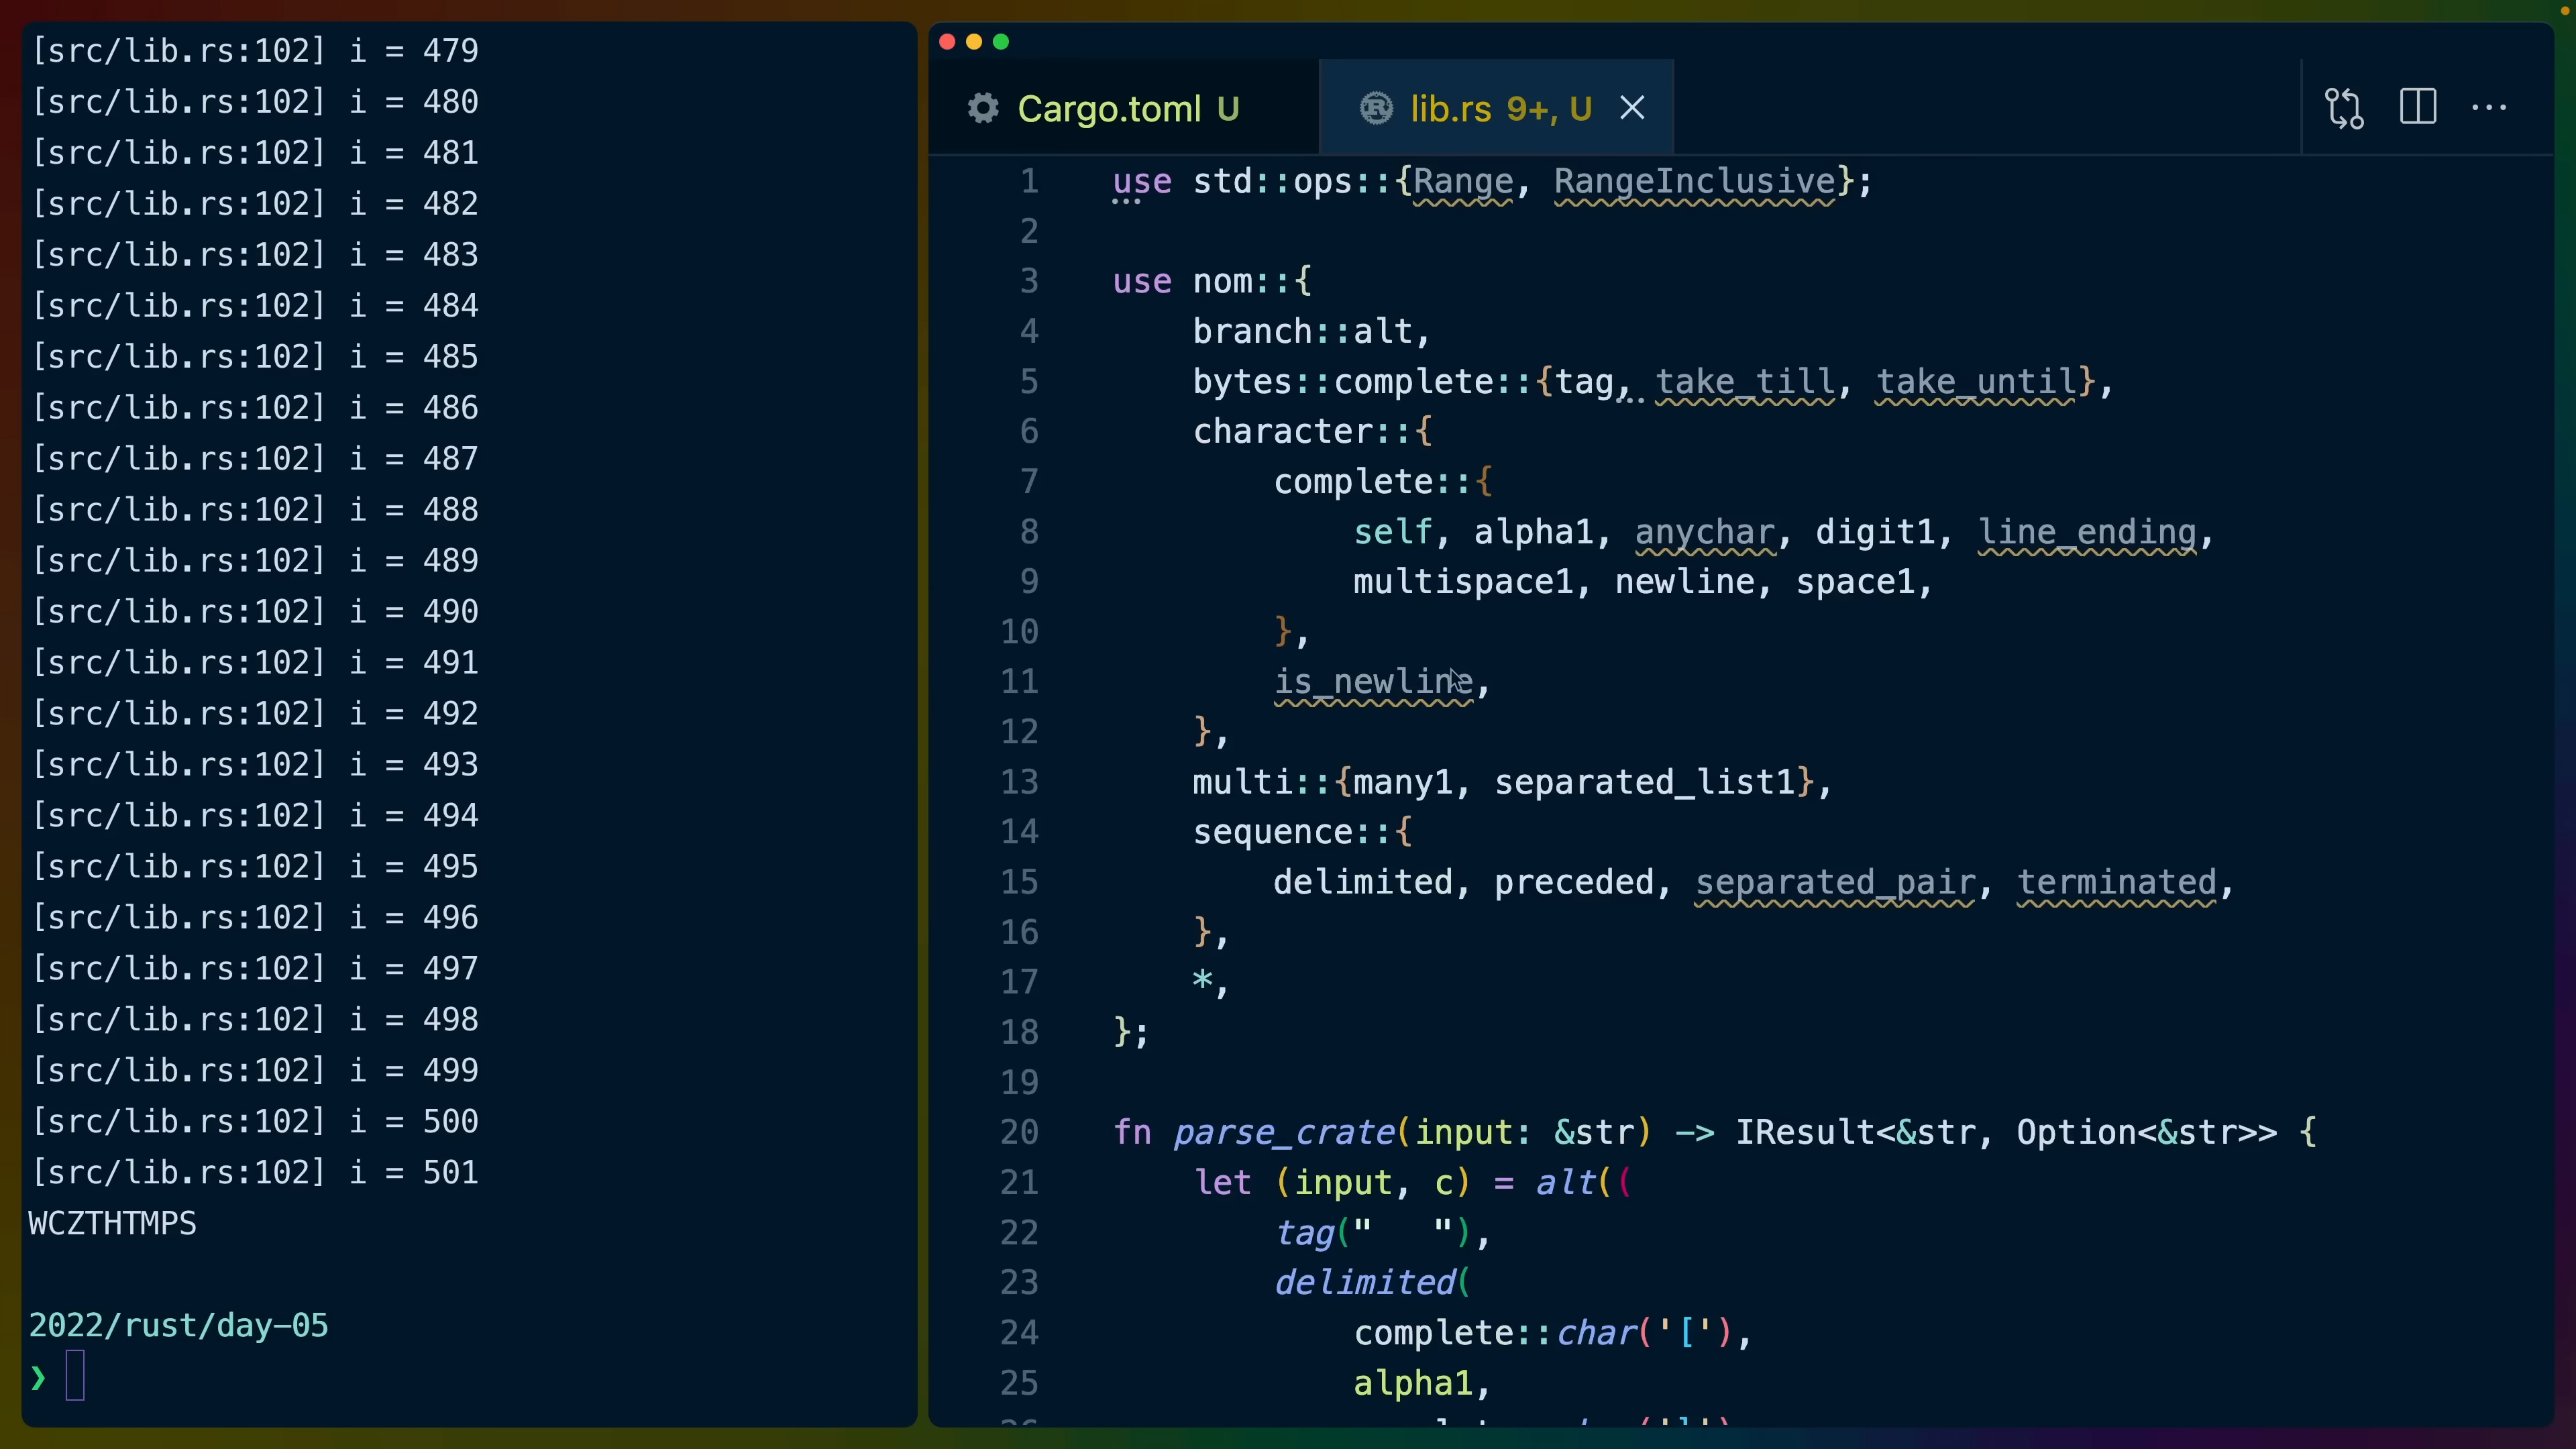 [src/lib.rs:102] i = 479
[src/lib.rs:102] i = 480
[src/lib.rs:102] i = 481
[src/lib.rs:102] i = 482
[src/lib.rs:102] i = 483
[src/lib.rs:102] i = 484
[src/lib.rs:102] i = 485
[src/lib.rs:102] i = 486
[src/lib.rs:102] i = 487
[src/lib.rs:102] i = 488
[src/lib.rs:102] i = 489
[src/lib.rs:102] i = 490
[src/lib.rs:102] i = 491
[src/lib.rs:102] i = 492
[src/lib.rs:102] i = 493
[src/lib.rs:102] i = 494
[src/lib.rs:102] i = 495
[src/lib.rs:102] i = 496
[src/lib.rs:102] i = 497
[src/lib.rs:102] i = 498
[src/lib.rs:102] i = 499
[src/lib.rs:102] i = 500
[src/lib.rs:102] i = 501
WCZTHTMPS
2022/rust/day-05
❯
Cargo.toml U
lib.rs 9+, U
1 use std::ops::{Range, RangeInclusive};
2
3 use nom::{
4 branch::alt,
5 bytes::complete::{tag, take_till, take_until},
6 character::{
7 complete::{
8 self, alpha1, anychar, digit1, line_ending,
9 multispace1, newline, space1,
10 },
11 is_newline,
12 },
13 multi::{many1, separated_list1},
14 sequence::{
15 delimited, preceded, separated_pair, terminated,
16 },
17 *,
18 };
19
20 fn parse_crate(input: &str) -> IResult<&str, Option<&str>> {
21 let (input, c) = alt((
22 tag("   "),
23 delimited(
24 complete::char('['),
25 alpha1,